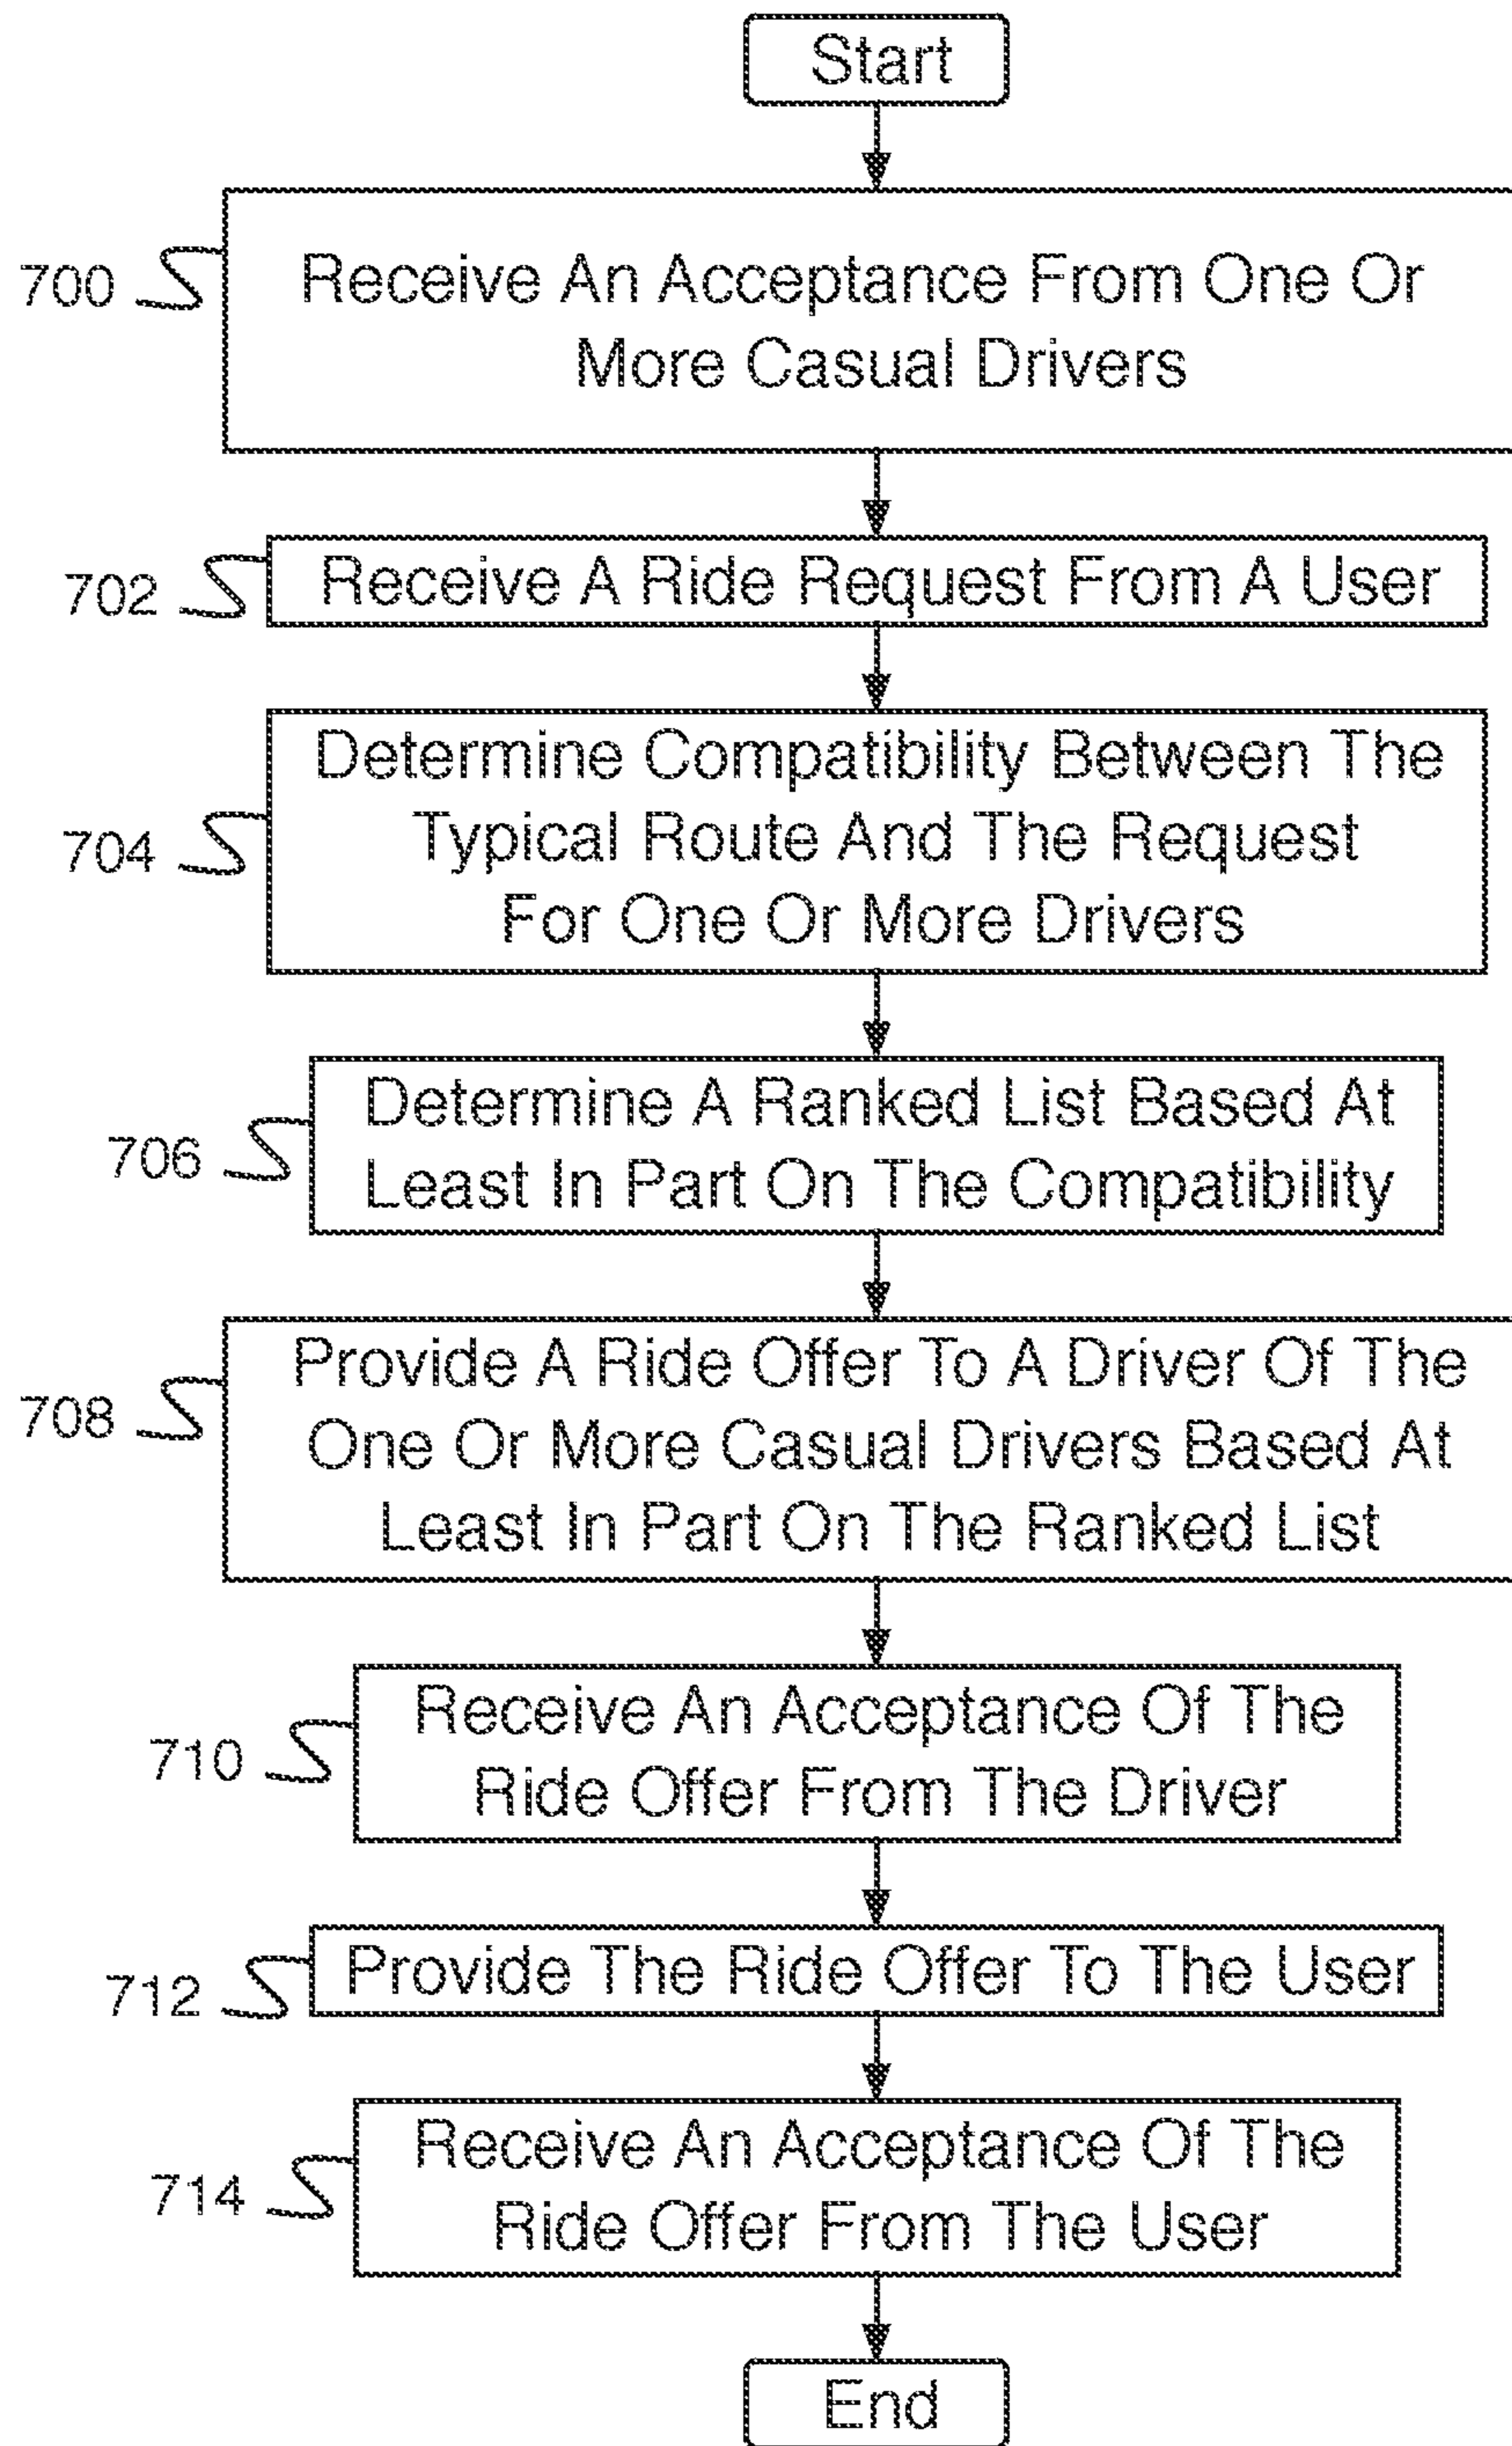 Start
700
Receive An Acceptance From One Or
More Casual Drivers
702
Receive A Ride Request From A User
704
Determine Compatibility Between The
Typical Route And The Request
For One Or More Drivers
706
Determine A Ranked List Based At
Least In Part On The Compatibility
708
Provide A Ride Offer To A Driver Of The
One Or More Casual Drivers Based At
Least In Part On The Ranked List
710
Receive An Acceptance Of The
Ride Offer From The Driver
712
Provide The Ride Offer To The User
714
Receive An Acceptance Of The
Ride Offer From The User
End